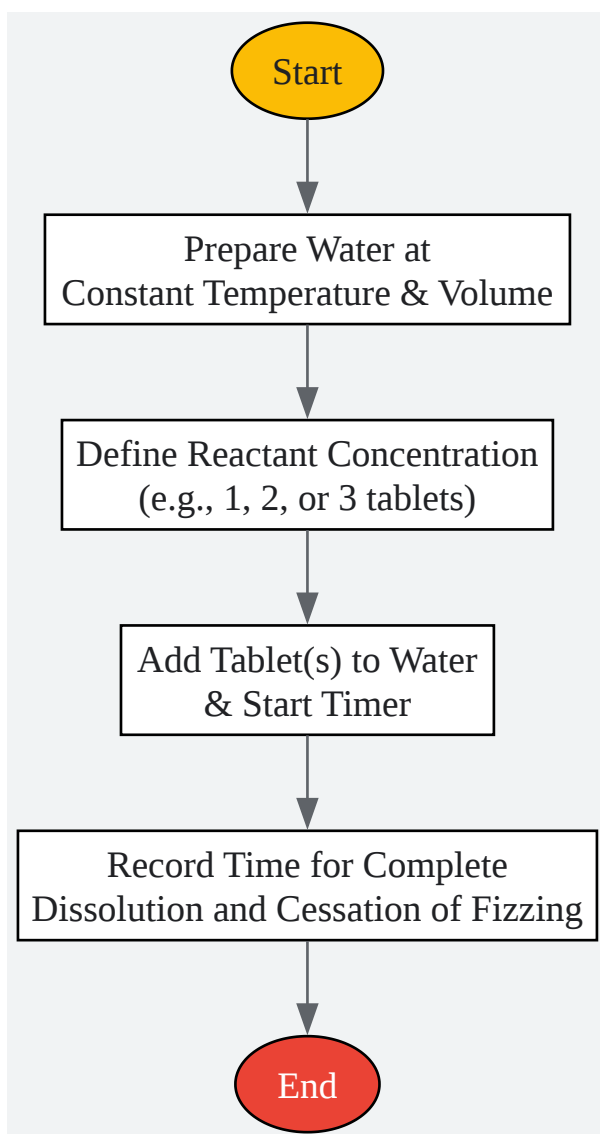 Start
Prepare Water at
Constant Temperature & Volume
Define Reactant Concentration
(e.g., 1, 2, or 3 tablets)
Add Tablet(s) to Water
& Start Timer
Record Time for Complete
Dissolution and Cessation of Fizzing
End